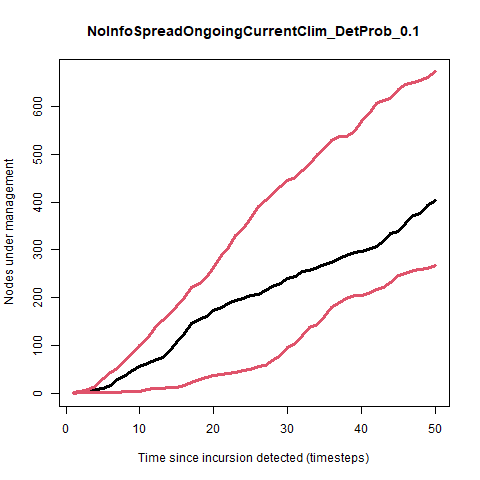 NoInfoSpreadOngoingCurrentClim_DetProb_0.1
Nodes under management
600
500
400
300
200
100
0
0 10 20 30 40 50
Time since incursion detected (timesteps)